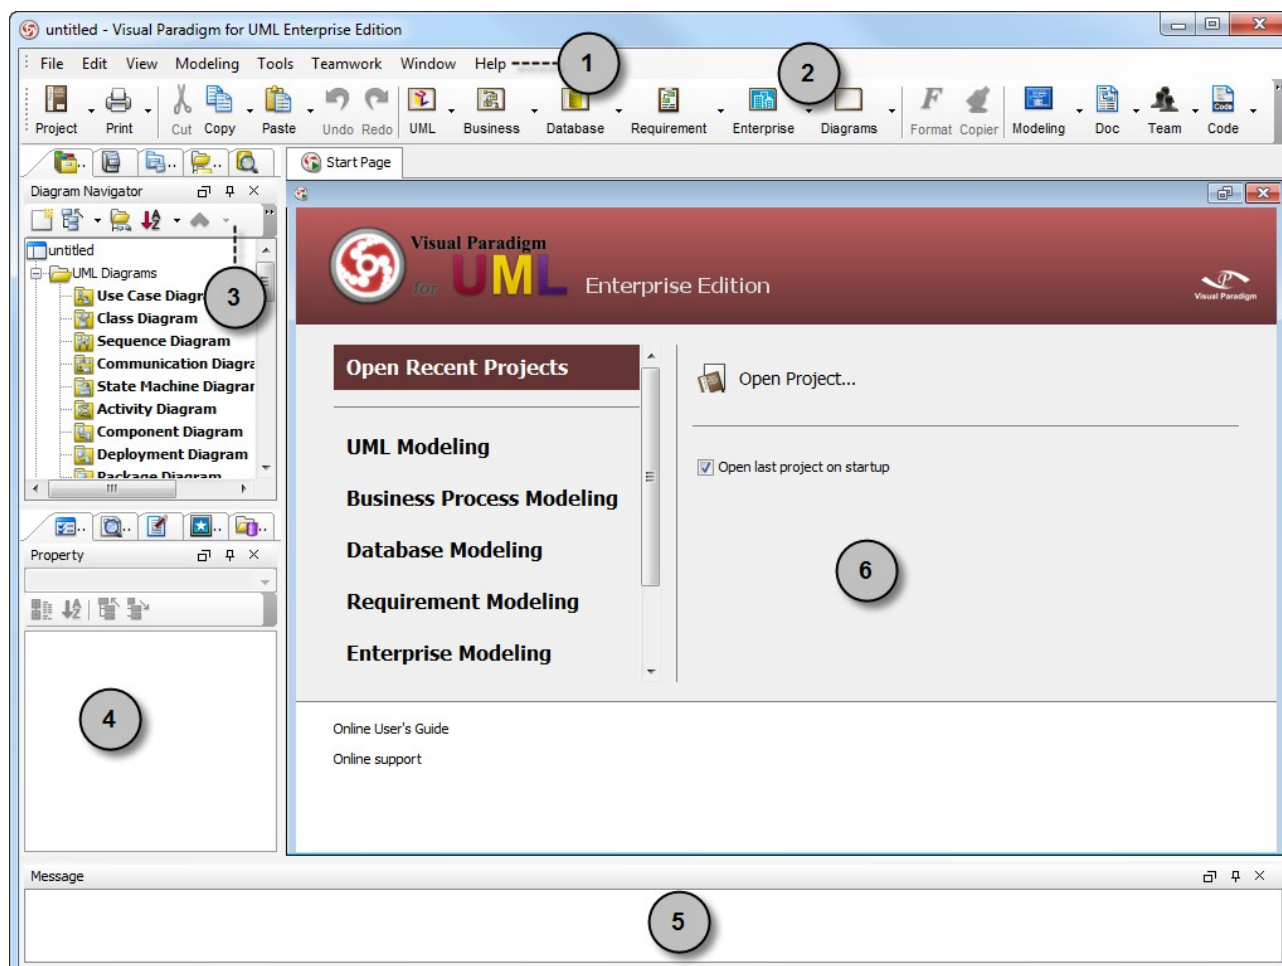 untitled - Visual Paradigm for UML Enterprise Edition
File Edit View Modeling Tools Teamwork Window Help
1
2
Project Print Cut Copy Paste Undo Redo UML Business Database Requirement Enterprise Diagrams Format Copier Modeling Doc Team Code
Start Page
Diagram Navigator
untitled
UML Diagrams
3
Use Case Diagr
Class Diagram
Sequence Diagram
Communication Diagra
State Machine Diagrar
Activity Diagram
Component Diagram
Deployment Diagram
Package Diagram
Property
4
Visual Paradigm
for UML Enterprise Edition
Visual Paradigm
Open Recent Projects
UML Modeling
Business Process Modeling
Database Modeling
Requirement Modeling
Enterprise Modeling
Open Project...
Open last project on startup
6
Online User's Guide
Online support
Message
5